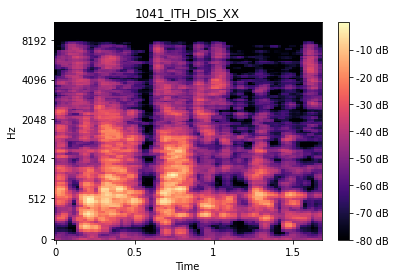 1041_ITH_DIS_XX
8192
4096
2048
1024
512
0
Hz
0
0.5
1
1.5
Time
-10 dB
-20 dB
-30 dB
-40 dB
-50 dB
-60 dB
-70 dB
-80 dB